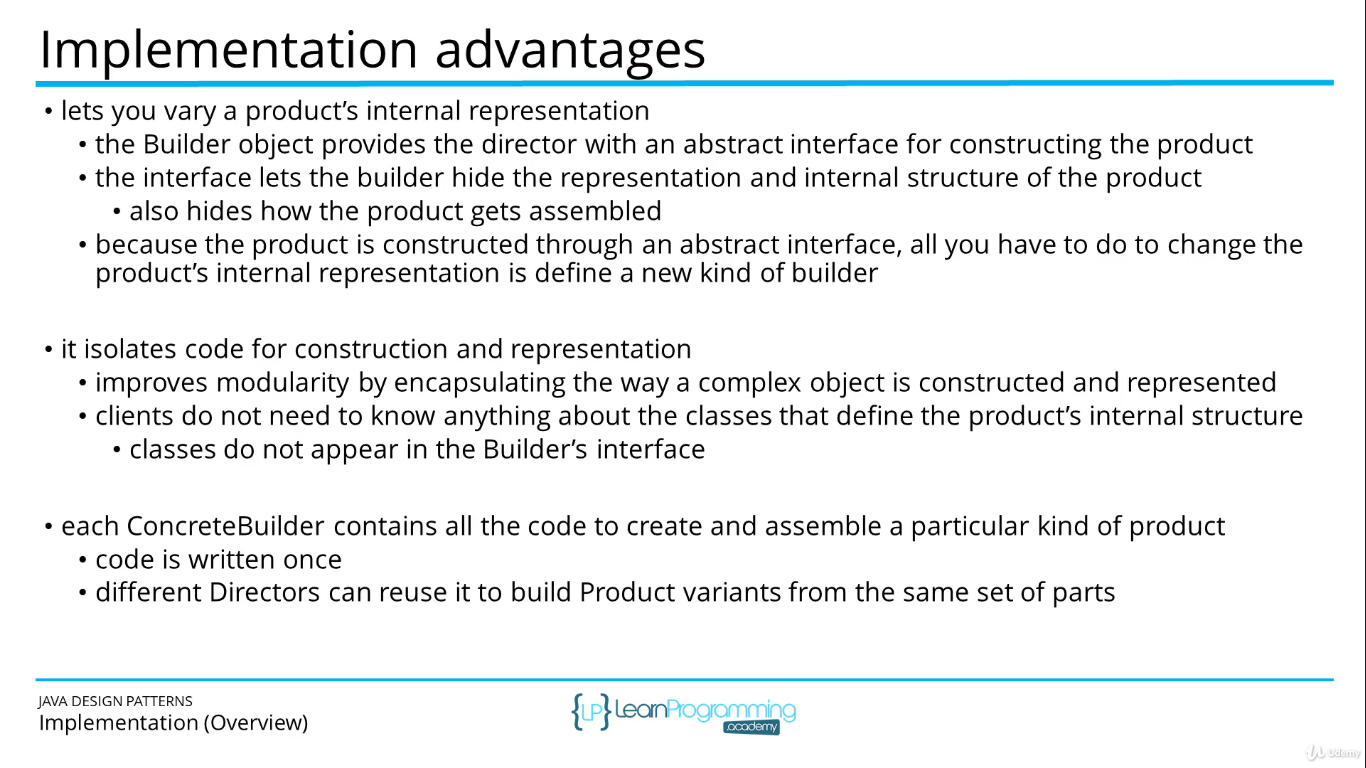 Implementation advantages
• lets you vary a product’s internal representation
• the Builder object provides the director with an abstract interface for constructing the product
• the interface lets the builder hide the representation and internal structure of the product
• also hides how the product gets assembled
• because the product is constructed through an abstract interface, all you have to do to change the
product’s internal representation is define a new kind of builder
• it isolates code for construction and representation
• improves modularity by encapsulating the way a complex object is constructed and represented
• clients do not need to know anything about the classes that define the product’s internal structure
• classes do not appear in the Builder’s interface
• each ConcreteBuilder contains all the code to create and assemble a particular kind of product
• code is written once
• different Directors can reuse it to build Product variants from the same set of parts
JAVA DESIGN PATTERNS
Implementation (Overview)
{LP} LearnProgramming
.academy
Udemy